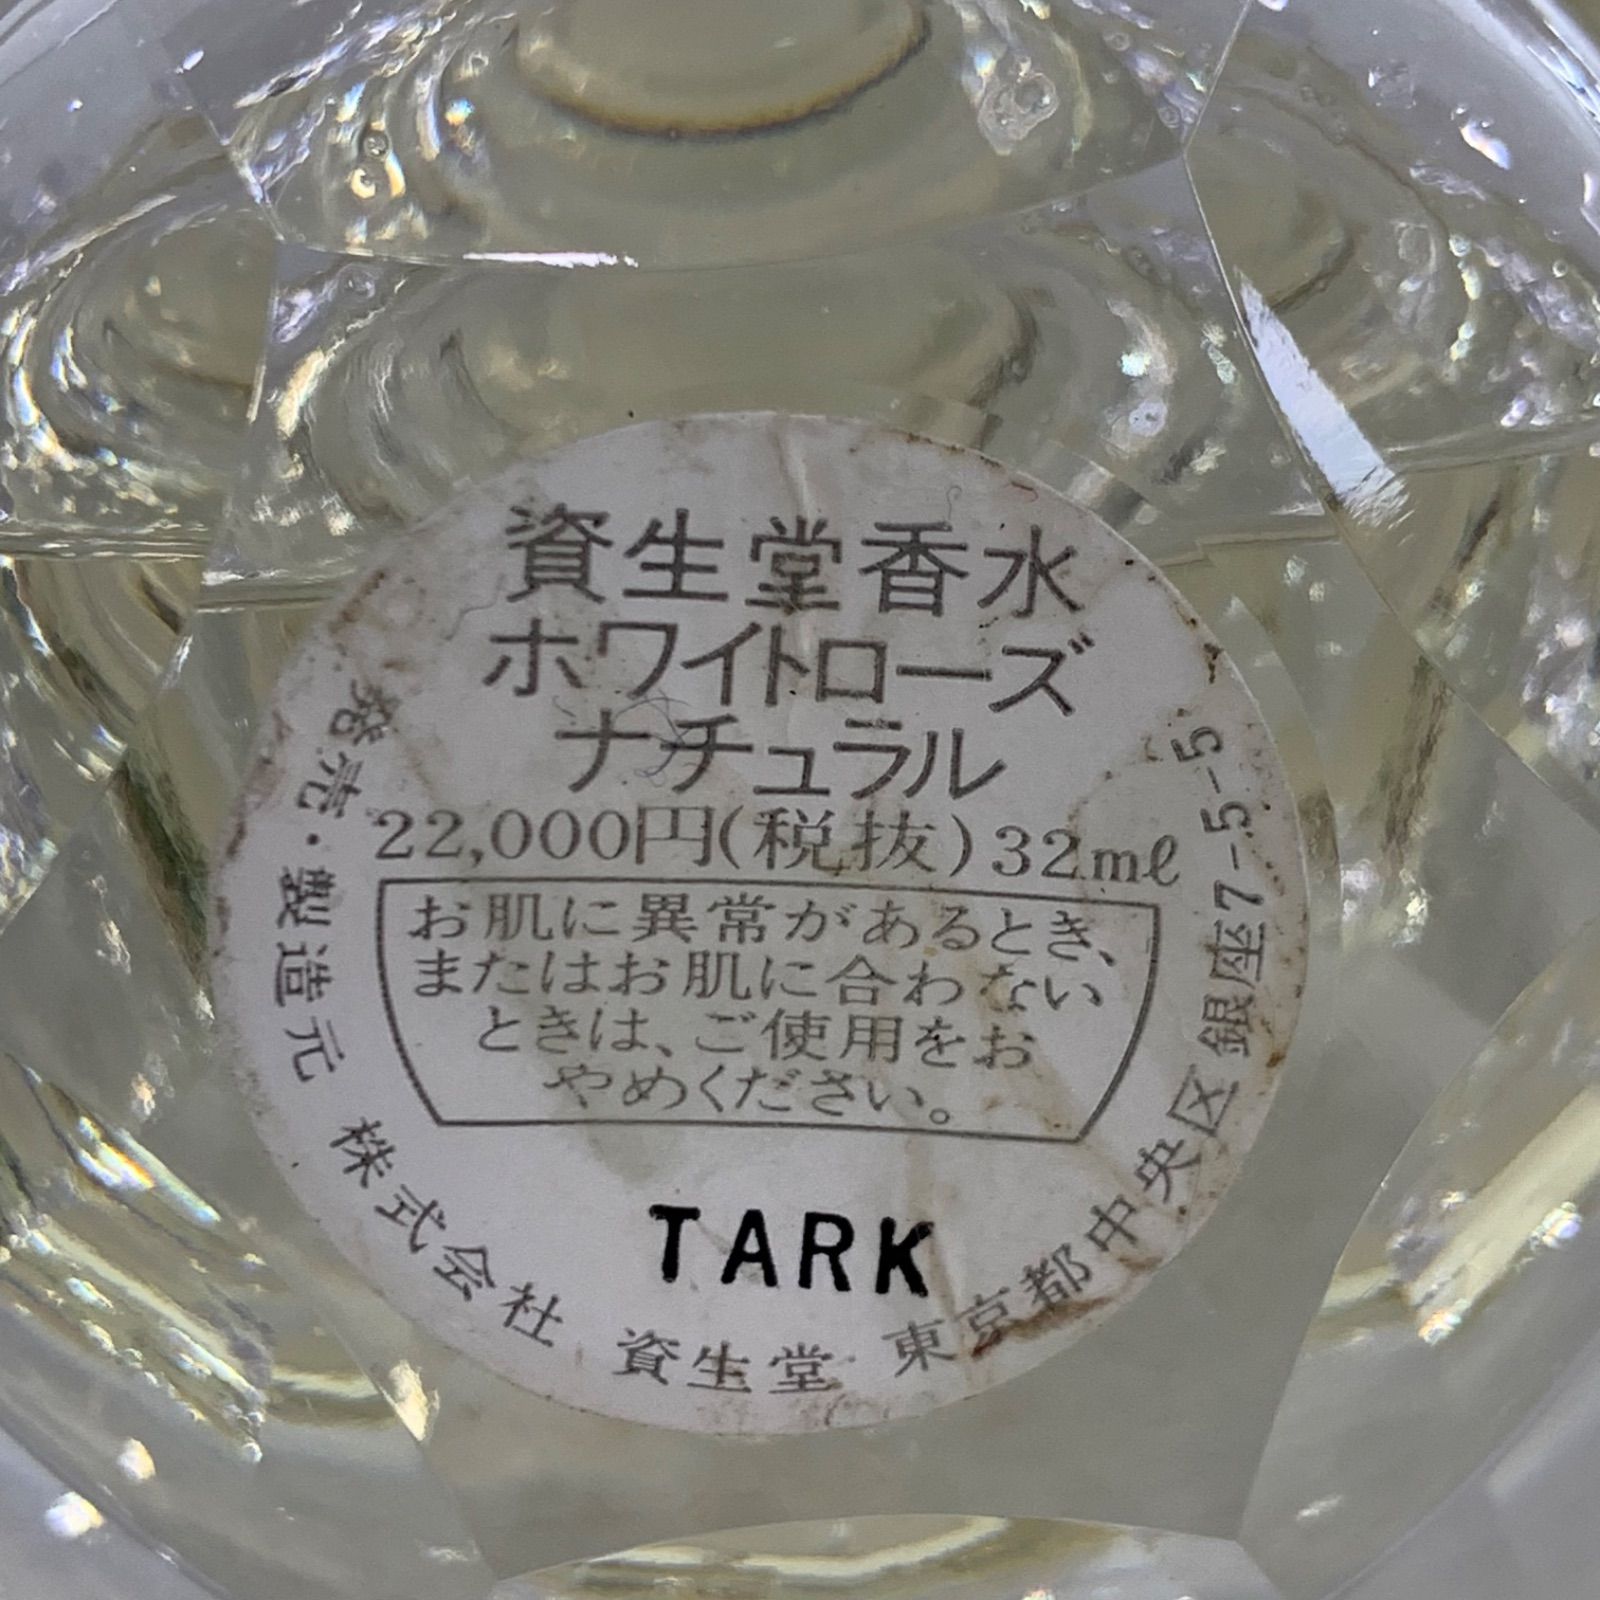 資生堂香水
ホワイトローズ
ナチュラル
22,000円(税抜)32mℓ
お肌に異常があるとき、
またはお肌に合わない
ときは、ご使用をお
やめください。
TARK
発売・製造元 株式会社 資生堂 東京都中央区銀座7-5-5